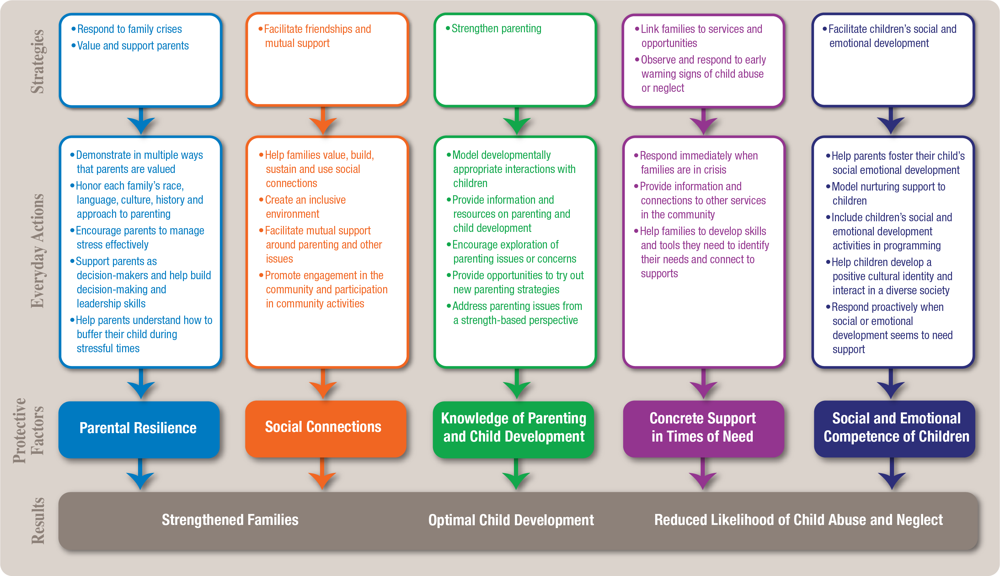 Strategies
• Respond to family crises
• Value and support parents
• Facilitate friendships and
mutual support
• Strengthen parenting
• Link families to services and
opportunities
• Observe and respond to early
warning signs of child abuse
or neglect
• Facilitate children’s social and
emotional development
Everyday Actions
• Demonstrate in multiple ways
that parents are valued
• Honor each family’s race,
language, culture, history and
approach to parenting
• Encourage parents to manage
stress effectively
• Support parents as
decision-makers and help build
decision-making and
leadership skills
• Help parents understand how to
buffer their child during
stressful times
• Help families value, build,
sustain and use social
connections
• Create an inclusive
environment
• Facilitate mutual support
around parenting and other
issues
• Promote engagement in the
community and participation
in community activities
• Model developmentally
appropriate interactions with
children
• Provide information and
resources on parenting and
child development
• Encourage exploration of
parenting issues or concerns
• Provide opportunities to try out
new parenting strategies
• Address parenting issues from
a strength-based perspective
• Respond immediately when
families are in crisis
• Provide information and
connections to other services
in the community
• Help families to develop skills
and tools they need to identify
their needs and connect to
supports
• Help parents foster their child’s
social emotional development
• Model nurturing support to
children
• Include children’s social and
emotional development
activities in programming
• Help children develop a
positive cultural identity and
interact in a diverse society
• Respond proactively when
social or emotional
development seems to need
support
Protective
Factors
Parental Resilience
Social Connections
Knowledge of Parenting
and Child Development
Concrete Support
in Times of Need
Social and Emotional
Competence of Children
Results
Strengthened Families
Optimal Child Development
Reduced Likelihood of Child Abuse and Neglect